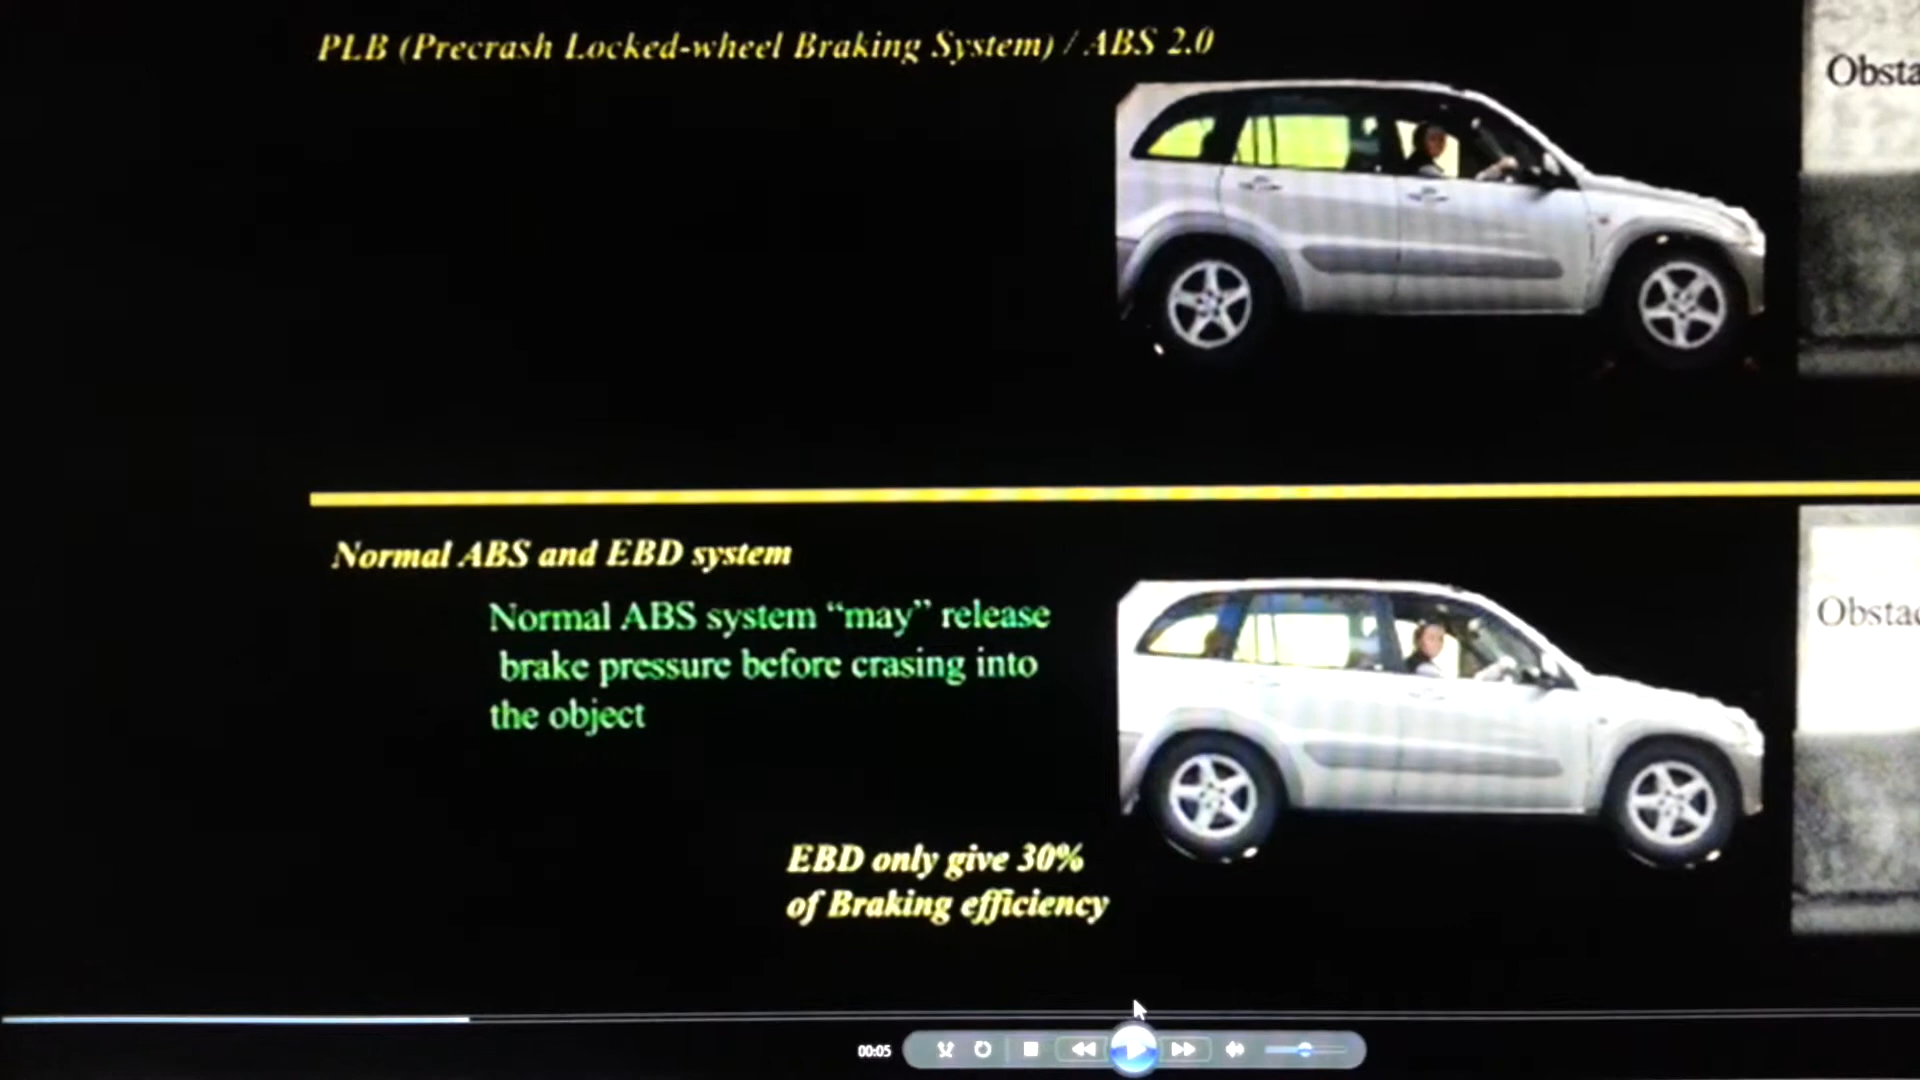 PLB (Precrash Locked-wheel Braking System) / ABS 2.0
Obsta
Normal ABS and EBD system
Normal ABS system “may” release
brake pressure before crasing into
the object
Obstac
EBD only give 30%
of Braking efficiency
00:05